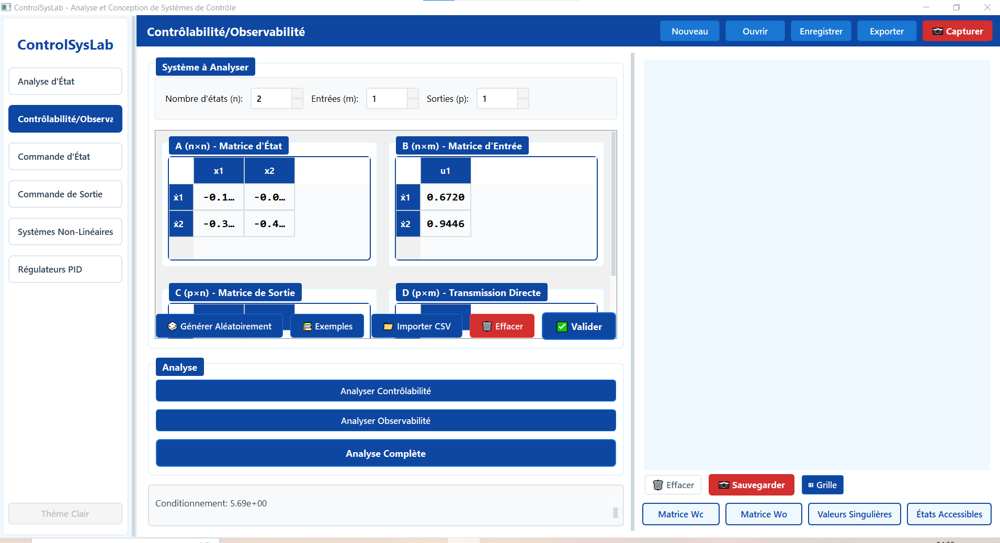 ControlSysLab - Analyse et Conception de Systèmes de Contrôle
ControlSysLab
Analyse d'État
Contrôlabilité/Observa
Commande d'État
Commande de Sortie
Systèmes Non-Linéaires
Régulateurs PID
Thème Clair
Contrôlabilité/Observabilité
Nouveau
Ouvrir
Enregistrer
Exporter
Capturer
Système à Analyser
Nombre d'états (n): 2 Entrées (m): 1 Sorties (p): 1
A (n×n) - Matrice d'État
x1 x2
ẋ1 -0.1... -0.0...
ẋ2 -0.3... -0.4...
B (n×m) - Matrice d'Entrée
u1
ẋ1 0.6720
ẋ2 0.9446
C (p×n) - Matrice de Sortie
D (p×m) - Transmission Directe
Générer Aléatoirement
Exemples
Importer CSV
Effacer
Valider
Analyse
Analyser Contrôlabilité
Analyser Observabilité
Analyse Complète
Conditionnement: 5.69e+00
Effacer
Sauvegarder
Grille
Matrice Wc
Matrice Wo
Valeurs Singulières
États Accessibles